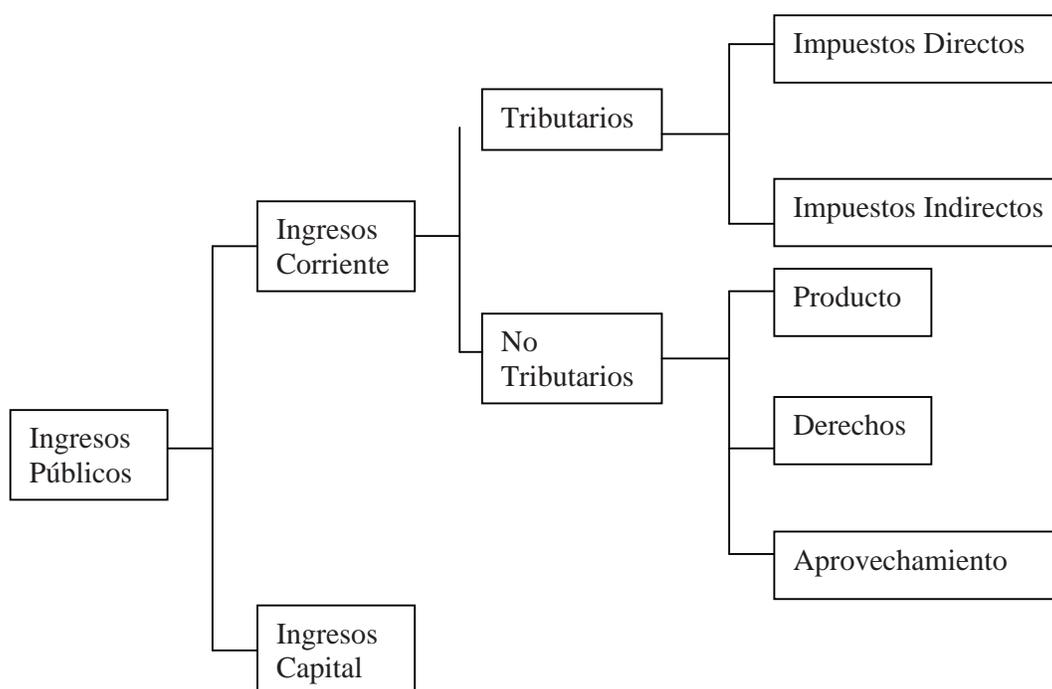 Impuestos Directos
Tributarios
Impuestos Indirectos
Ingresos
Corriente
Producto
No
Tributarios
Derechos
Ingresos
Públicos
Aprovechamiento
Ingresos
Capital